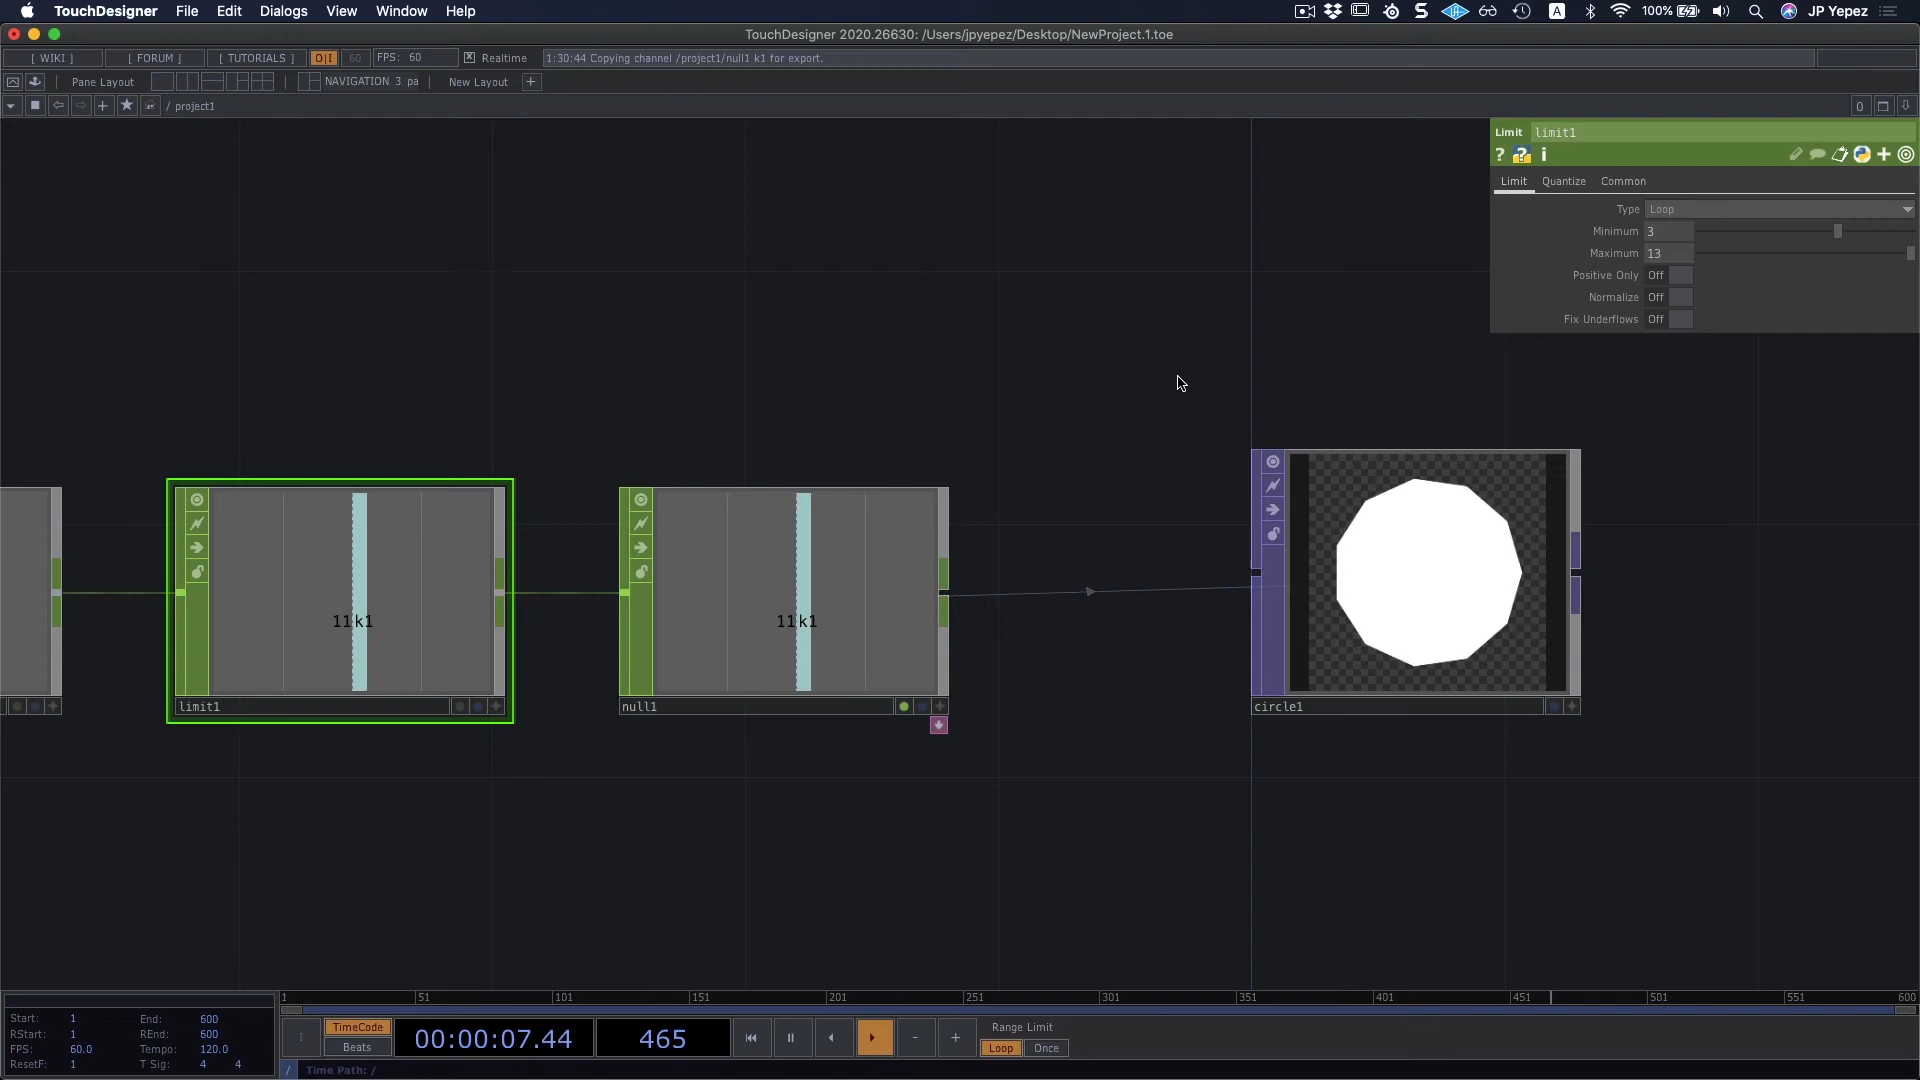 TouchDesigner File Edit Dialogs View Window Help 100% JP Yepez
TouchDesigner 2020.26630: /Users/jpyepez/Desktop/NewProject.1.toe
[ WIKI ] [ FORUM ] [ TUTORIALS ] O|I 60 FPS: 60 Realtime 1:30:44 Copying channel /project1/null1 k1 for export.
Pane Layout NAVIGATION 3 pa New Layout +
/ project1 0
Limit limit1
? ? i
Limit Quantize Common
Type Loop
Minimum 3
Maximum 13
Positive Only Off
Normalize Off
Fix Underflows Off
11 k1
11 k1
limit1
null1
circle1
1 51 101 151 201 251 301 351 401 451 501 551 600
Start: 1 End: 600
RStart: 1 REnd: 600
FPS: 60.0 Tempo: 120.0
ResetF: 1 T Sig: 4 4
TimeCode
Beats
00:00:07.44
465
- +
Range Limit
Loop Once
/ Time Path: /